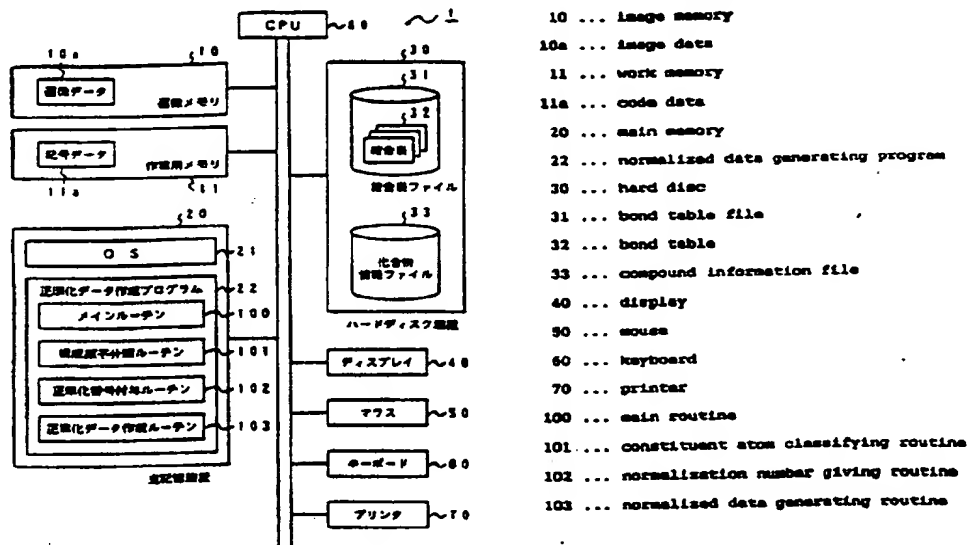 CPU
~60
~1
10a
10
画像データ
画像メモリ
記号データ
作業用メモリ
11a
11
20
OS
~21
正準化データ作成プログラム
~22
メインルーチン
~100
構成原子分類ルーチン
~101
正準化番号付与ルーチン
~102
正準化データ作成ルーチン
~103
主記憶装置
30
31
32
結合表
結合表ファイル
33
化合物
情報ファイル
ハードディスク装置
ディスプレイ
~40
マウス
~50
キーボード
~60
プリンタ
~70
10 ... image memory
10a ... image data
11 ... work memory
11a ... code data
20 ... main memory
22 ... normalized data generating program
30 ... hard disc
31 ... bond table file
32 ... bond table
33 ... compound information file
40 ... display
50 ... mouse
60 ... keyboard
70 ... printer
100 ... main routine
101 ... constituent atom classifying routine
102 ... normalization number giving routine
103 ... normalized data generating routine